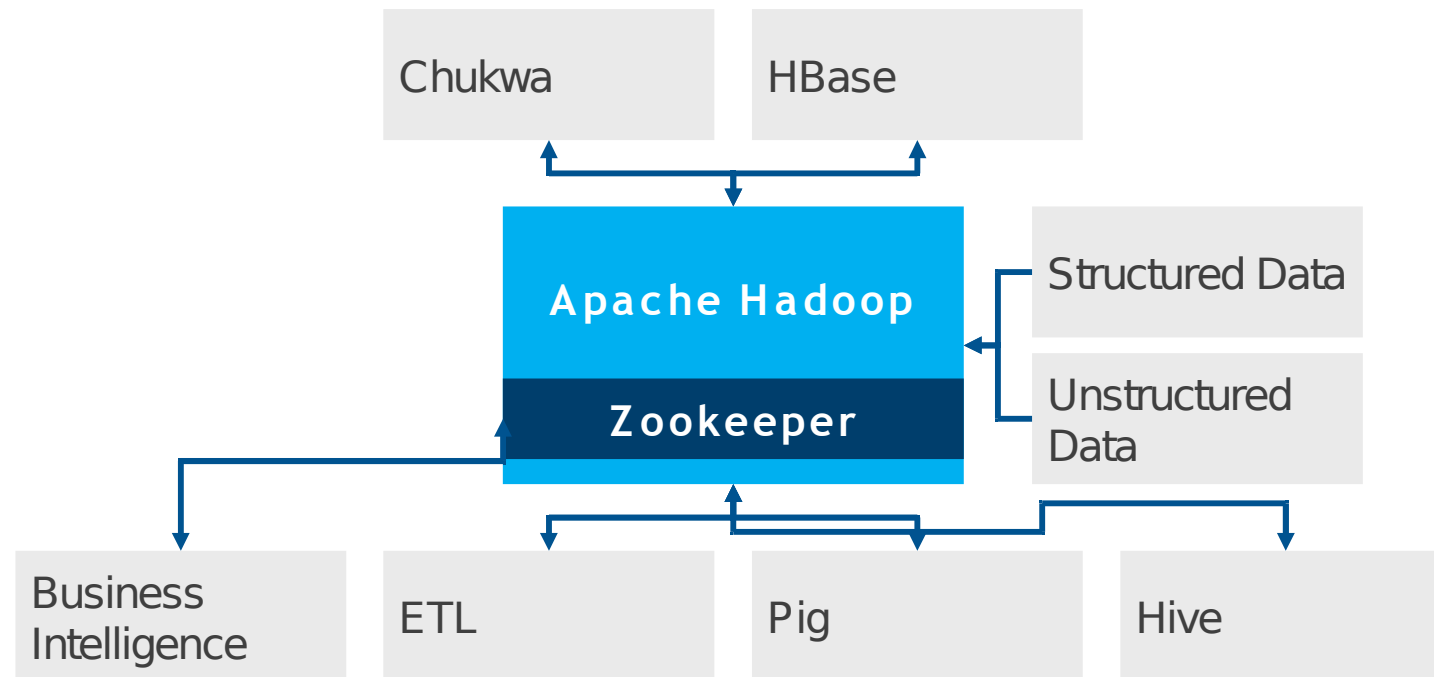 Chukwa
HBase
Apache Hadoop
Structured Data
Zookeeper
Unstructured
Data
Business
Intelligence
ETL
Pig
Hive